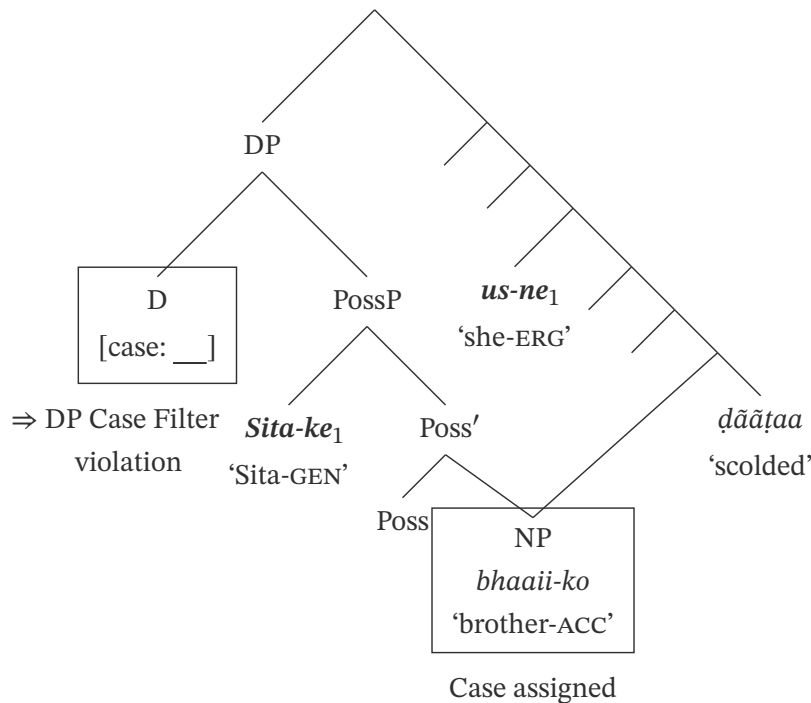 DP
D
[case: __]
PossP
us-ne₁
‘she-ERG’
⇒ DP Case Filter
violation
Sita-ke₁
‘Sita-GEN’
Poss′
ḍããṭaa
‘scolded’
Poss
NP
bhaaii-ko
‘brother-ACC’
Case assigned